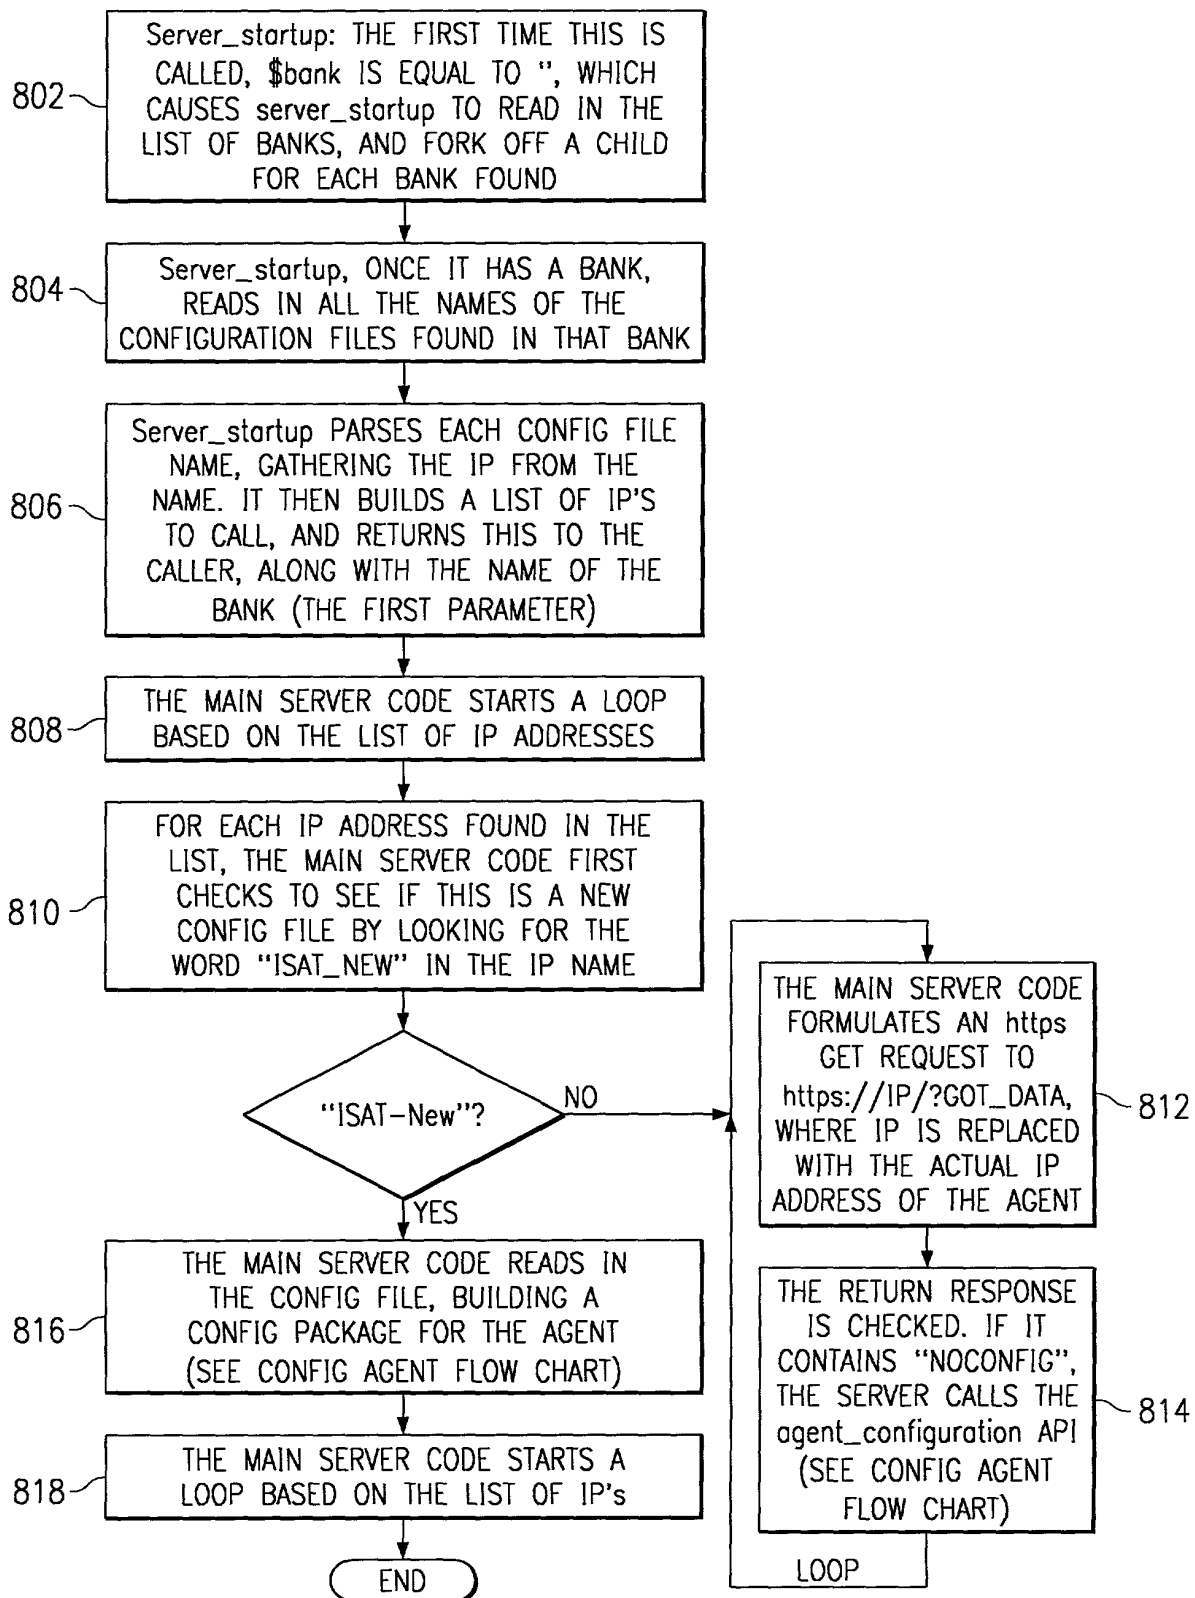 Server_startup: THE FIRST TIME THIS IS
CALLED, $bank IS EQUAL TO ", WHICH
CAUSES server_startup TO READ IN THE
LIST OF BANKS, AND FORK OFF A CHILD
FOR EACH BANK FOUND
802
Server_startup, ONCE IT HAS A BANK,
READS IN ALL THE NAMES OF THE
CONFIGURATION FILES FOUND IN THAT BANK
804
Server_startup PARSES EACH CONFIG FILE
NAME, GATHERING THE IP FROM THE
NAME. IT THEN BUILDS A LIST OF IP'S
TO CALL, AND RETURNS THIS TO THE
CALLER, ALONG WITH THE NAME OF THE
BANK (THE FIRST PARAMETER)
806
THE MAIN SERVER CODE STARTS A LOOP
BASED ON THE LIST OF IP ADDRESSES
808
FOR EACH IP ADDRESS FOUND IN THE
LIST, THE MAIN SERVER CODE FIRST
CHECKS TO SEE IF THIS IS A NEW
CONFIG FILE BY LOOKING FOR THE
WORD "ISAT_NEW" IN THE IP NAME
810
"ISAT-New"?
NO
YES
THE MAIN SERVER CODE
FORMULATES AN https
GET REQUEST TO
https://IP/?GOT_DATA,
WHERE IP IS REPLACED
WITH THE ACTUAL IP
ADDRESS OF THE AGENT
812
THE RETURN RESPONSE
IS CHECKED. IF IT
CONTAINS "NOCONFIG",
THE SERVER CALLS THE
agent_configuration API
(SEE CONFIG AGENT
FLOW CHART)
814
LOOP
THE MAIN SERVER CODE READS IN
THE CONFIG FILE, BUILDING A
CONFIG PACKAGE FOR THE AGENT
(SEE CONFIG AGENT FLOW CHART)
816
THE MAIN SERVER CODE STARTS A
LOOP BASED ON THE LIST OF IP's
818
END